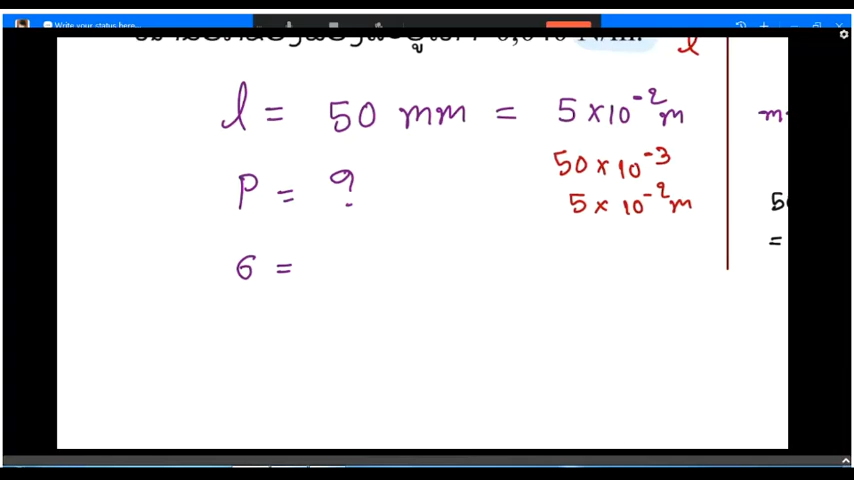 Write your status here...
N/m.
l
l = 50 mm = 5 × 10⁻² m
50 × 10⁻³
P = ?
5 × 10⁻² m
б =
=